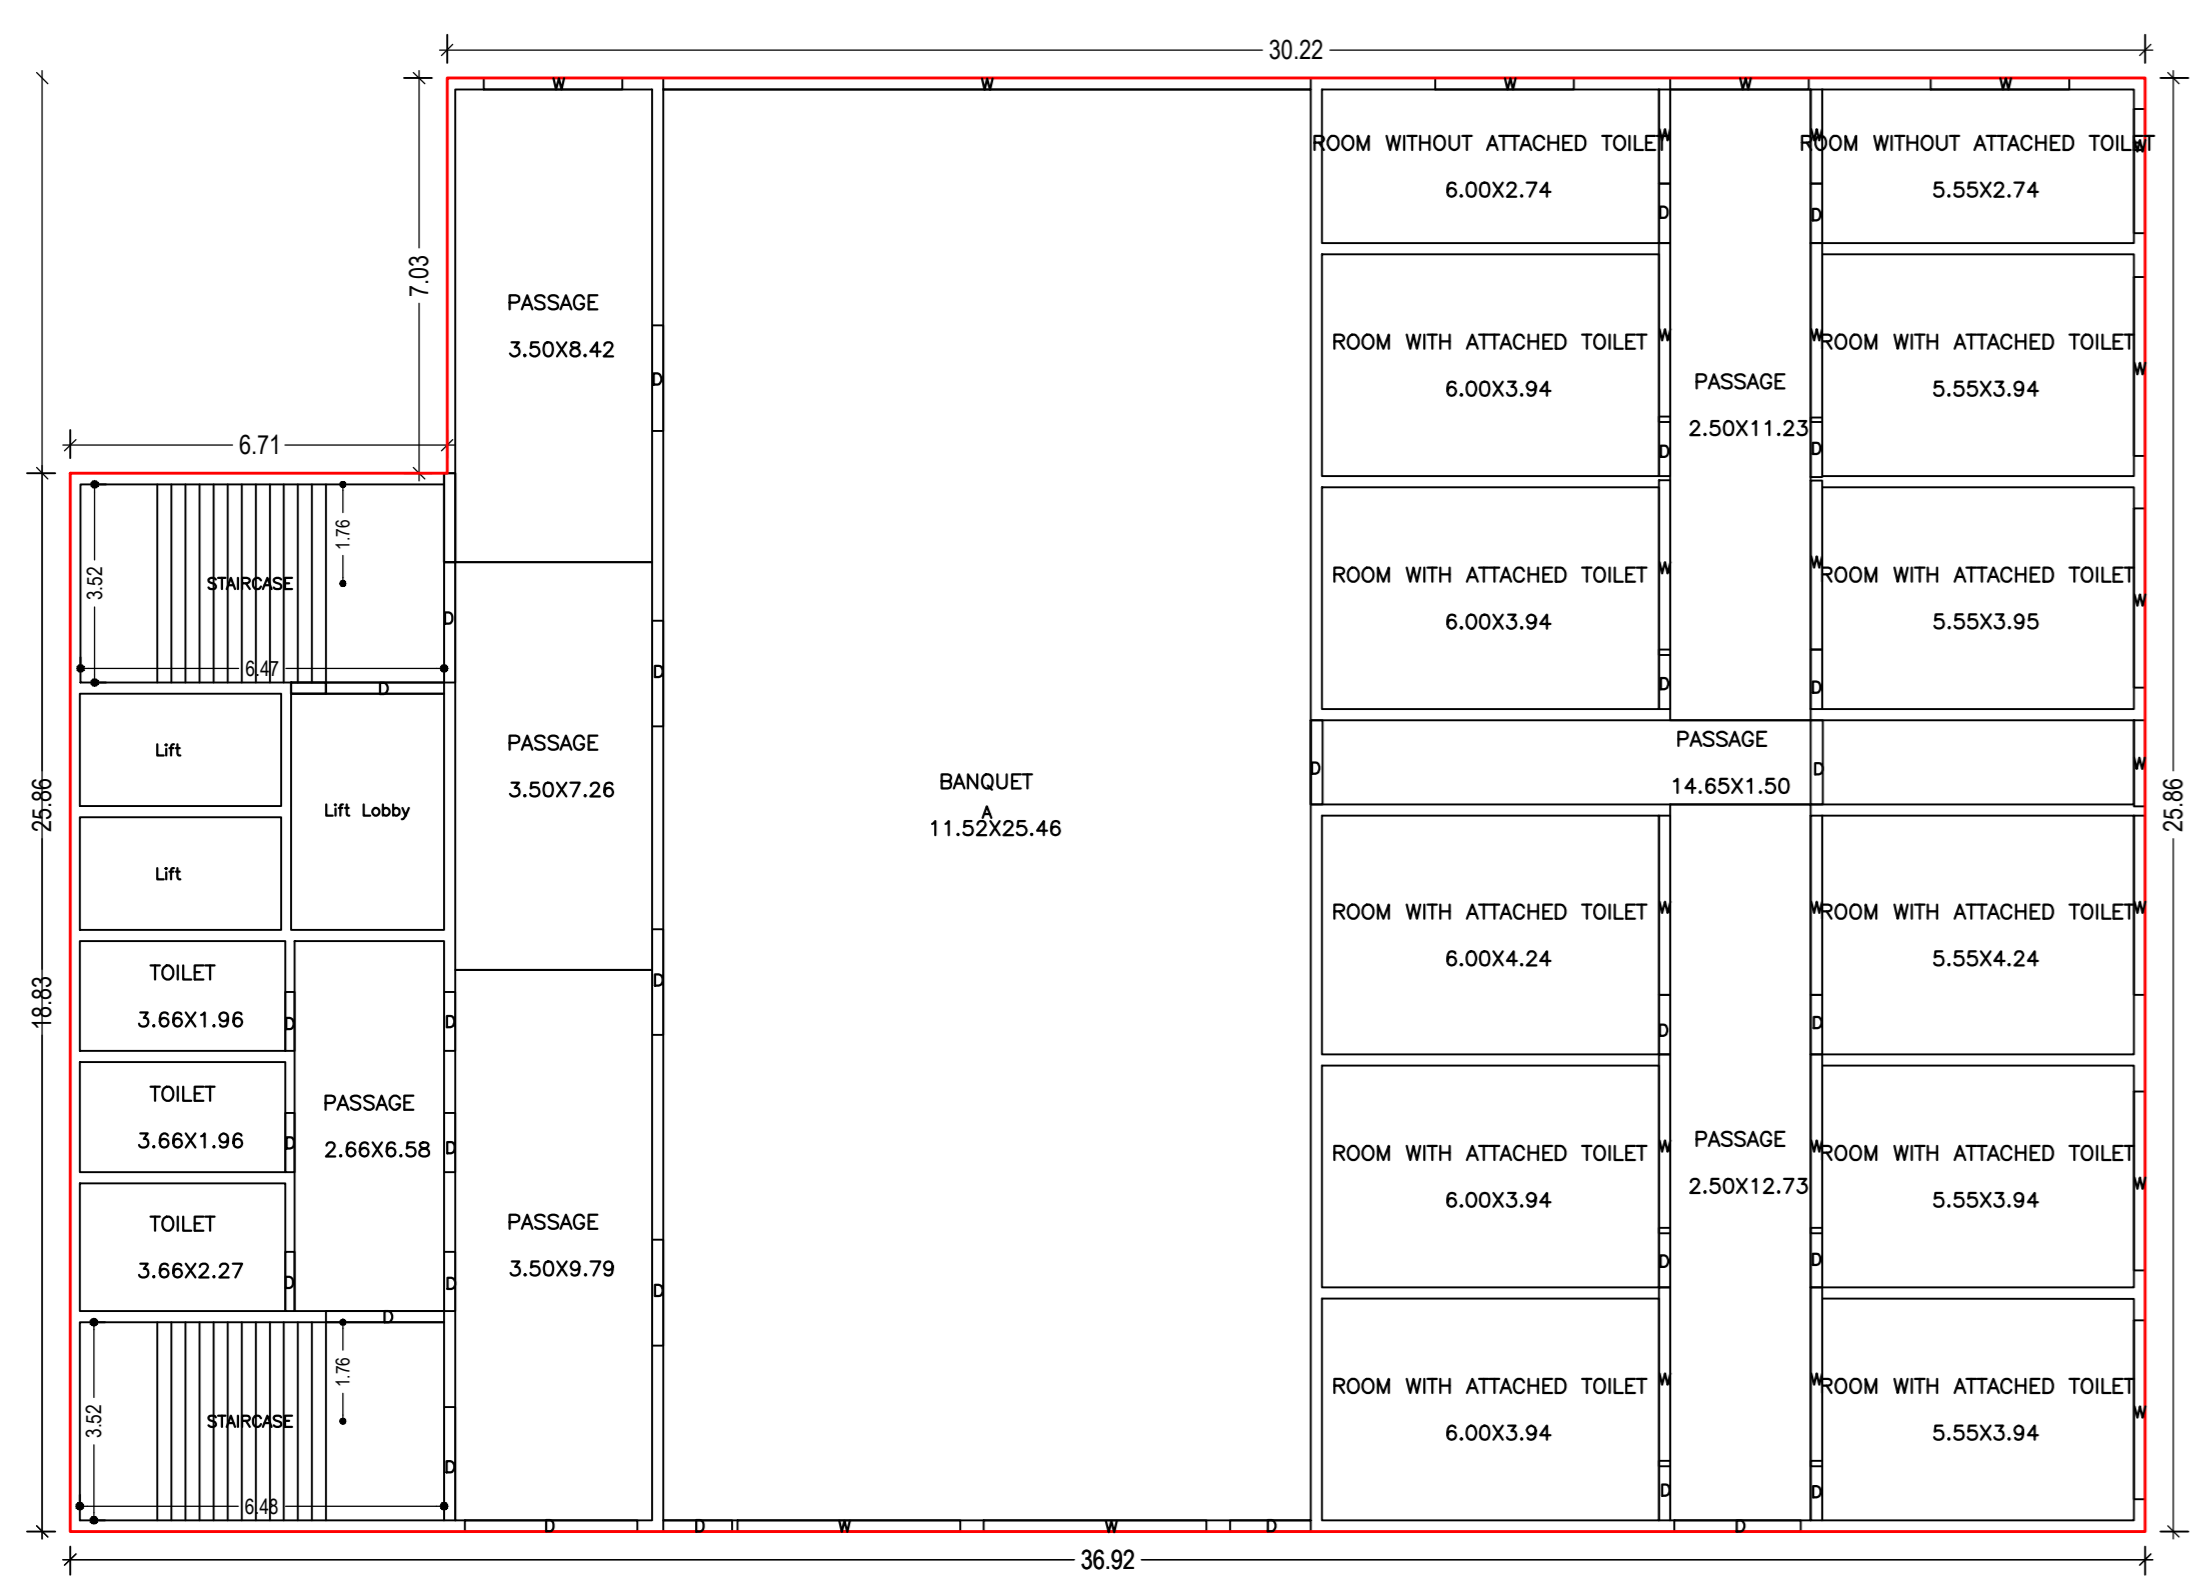 30.22
W
W
W
W
W
7.03
25.86
18.83
25.86
6.71
36.92
PASSAGE
3.50X8.42
D
PASSAGE
3.50X7.26
D
D
PASSAGE
3.50X9.79
D
D
STAIRCASE
3.52
1.76
6.47
D
D
Lift
Lift
Lift Lobby
TOILET
3.66X1.96
D
TOILET
3.66X1.96
D
TOILET
3.66X2.27
D
PASSAGE
2.66X6.58
D
D
D
D
STAIRCASE
3.52
1.76
6.48
D
BANQUET
A
11.52X25.46
D
W
W
D
ROOM WITHOUT ATTACHED TOILET
6.00X2.74
W
D
ROOM WITH ATTACHED TOILET
6.00X3.94
W
D
ROOM WITH ATTACHED TOILET
6.00X3.94
W
D
PASSAGE
2.50X11.23
ROOM WITHOUT ATTACHED TOILET
5.55X2.74
W
D
W
ROOM WITH ATTACHED TOILET
5.55X3.94
W
D
W
ROOM WITH ATTACHED TOILET
5.55X3.95
W
D
W
D
PASSAGE
14.65X1.50
D
W
ROOM WITH ATTACHED TOILET
6.00X4.24
W
D
ROOM WITH ATTACHED TOILET
6.00X3.94
W
D
ROOM WITH ATTACHED TOILET
6.00X3.94
W
D
PASSAGE
2.50X12.73
D
ROOM WITH ATTACHED TOILET
5.55X4.24
W
D
W
ROOM WITH ATTACHED TOILET
5.55X3.94
W
D
W
ROOM WITH ATTACHED TOILET
5.55X3.94
W
D
W